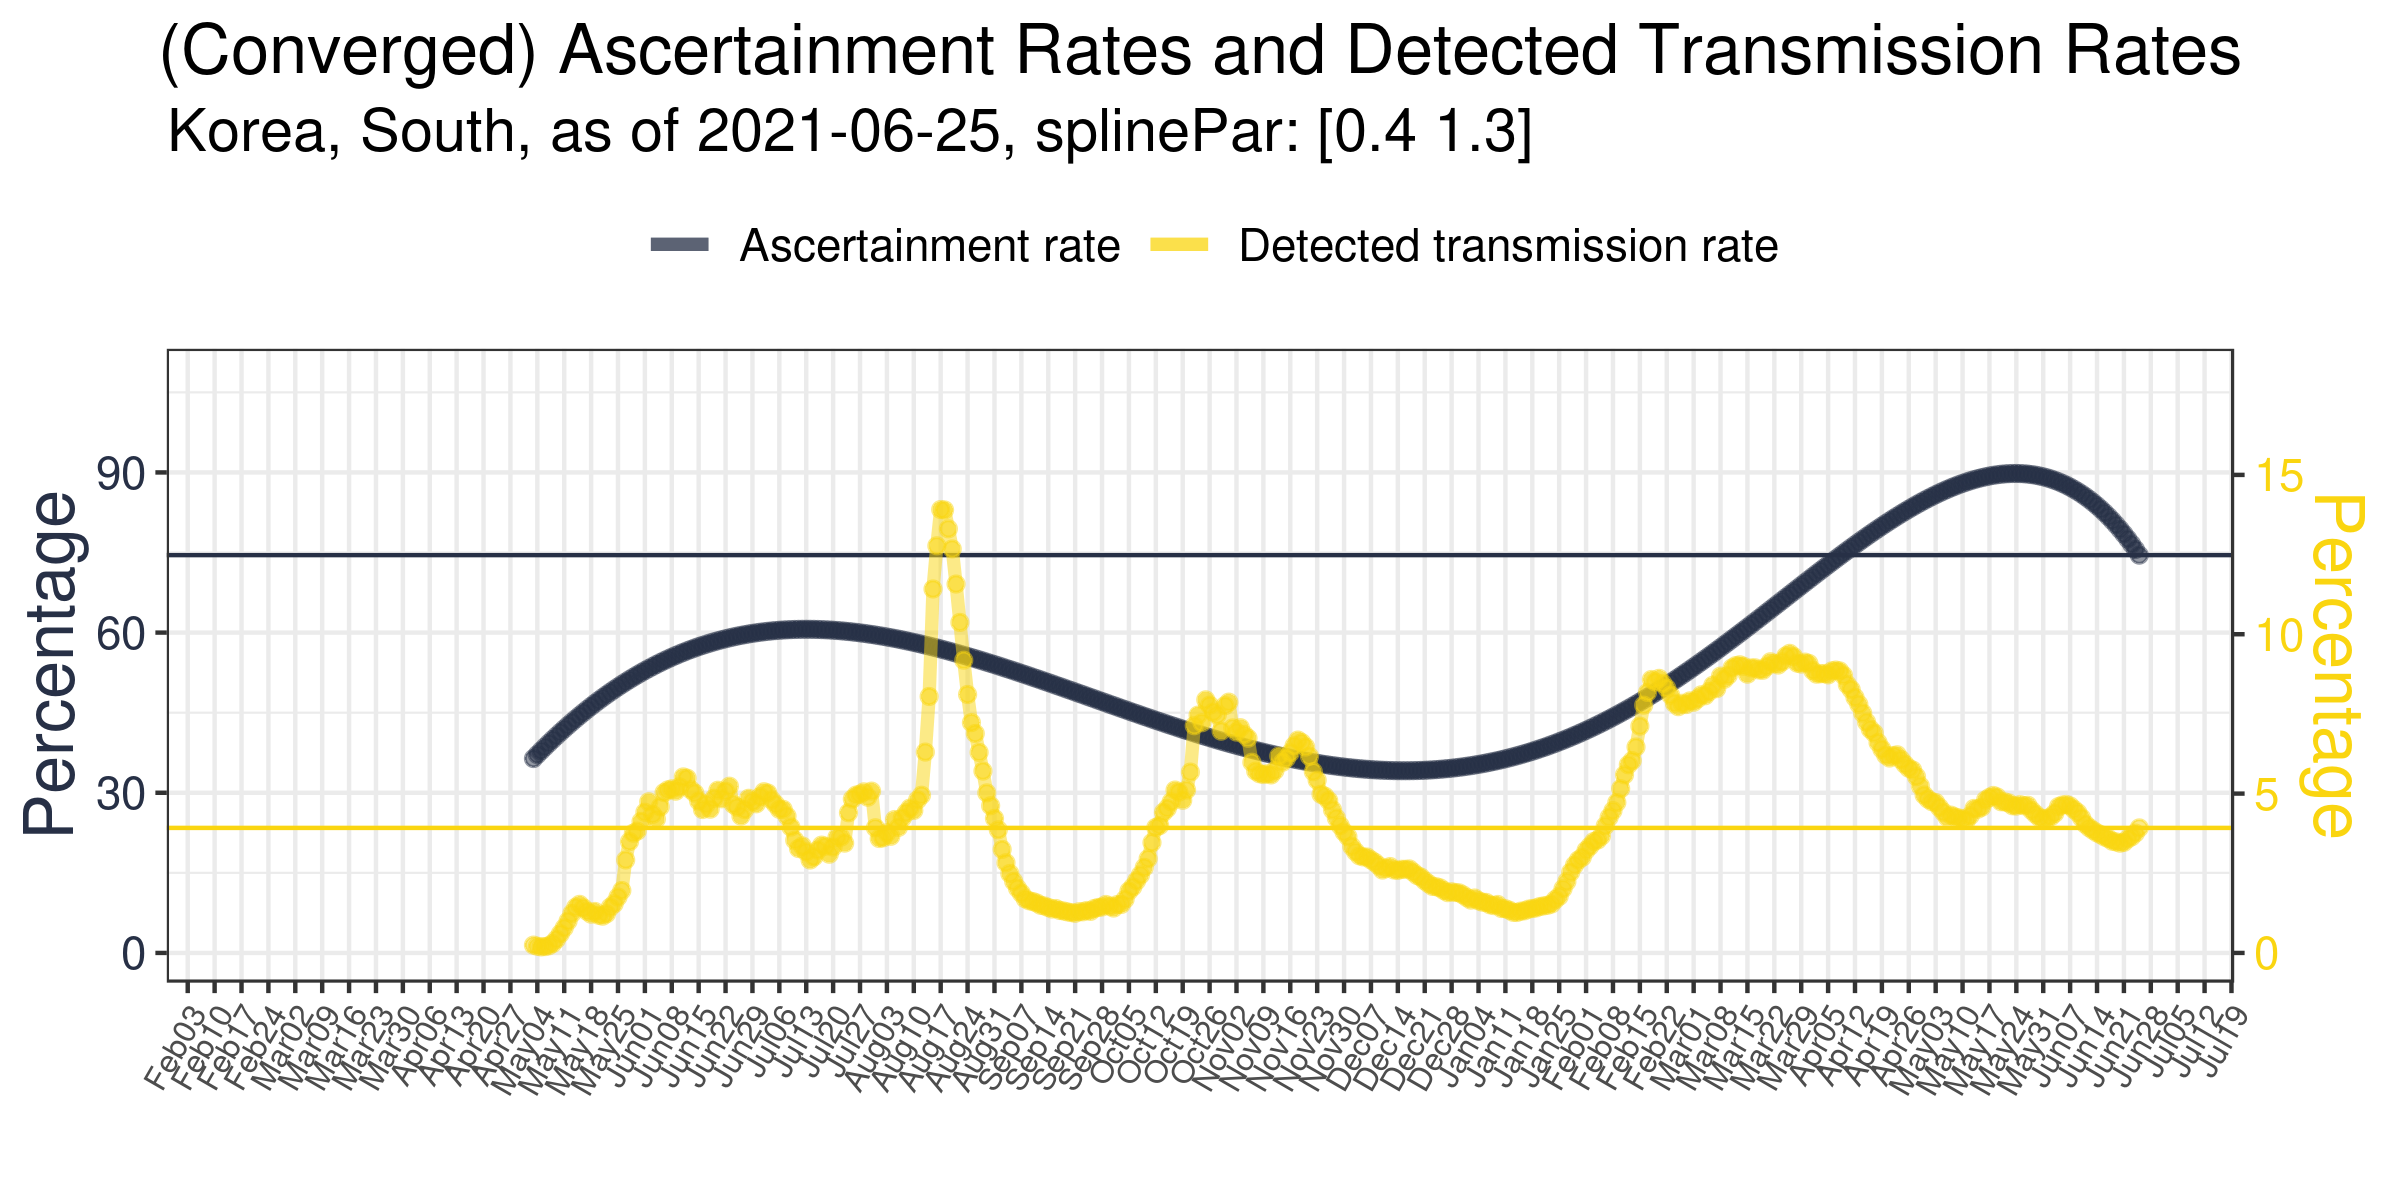 (Converged) Ascertainment Rates and Detected Transmission Rates
Korea, South, as of 2021-06-25, splinePar: [0.4 1.3]
Ascertainment rate
Detected transmission rate
Percentage
90
60
30
0
15
10
5
0
Percentage
Feb03
Feb10
Feb17
Feb24
Mar02
Mar09
Mar16
Mar23
Mar30
Apr06
Apr13
Apr20
Apr27
May04
May11
May18
May25
Jun01
Jun08
Jun15
Jun22
Jun29
Jul06
Jul13
Jul20
Jul27
Aug03
Aug10
Aug17
Aug24
Aug31
Sep07
Sep14
Sep21
Sep28
Oct05
Oct12
Oct19
Oct26
Nov02
Nov09
Nov16
Nov23
Nov30
Dec07
Dec14
Dec21
Dec28
Jan04
Jan11
Jan18
Jan25
Feb01
Feb08
Feb15
Feb22
Mar01
Mar08
Mar15
Mar22
Mar29
Apr05
Apr12
Apr19
Apr26
May03
May10
May17
May24
May31
Jun07
Jun14
Jun21
Jun28
Jul05
Jul12
Jul19